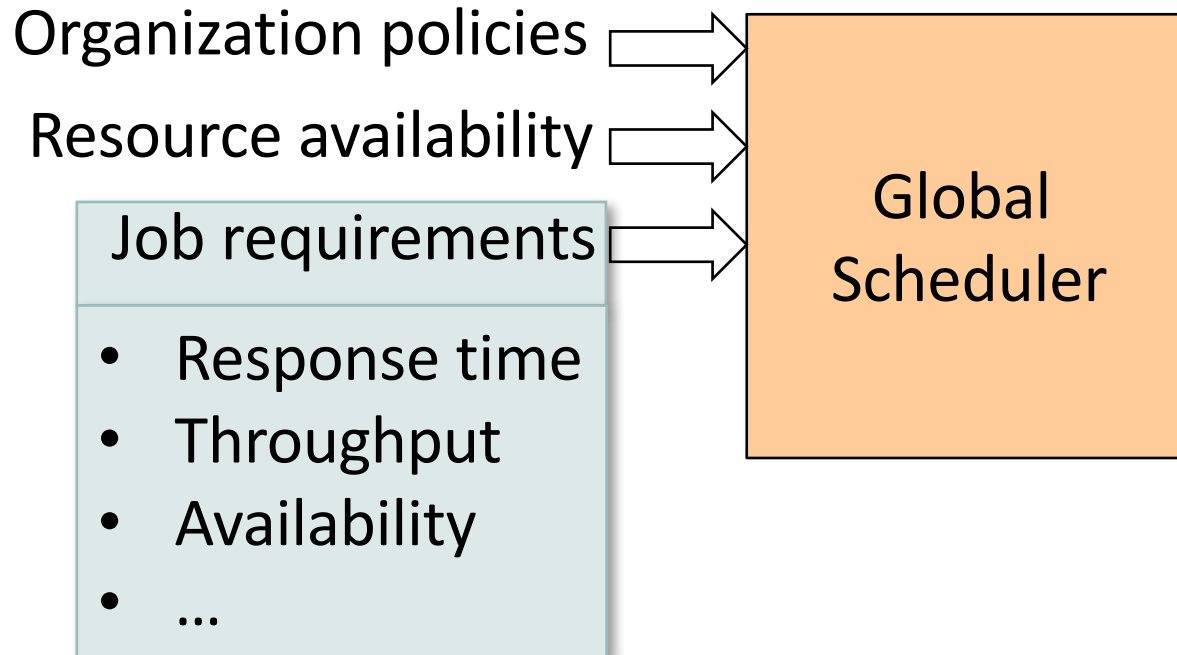 Organization policies
Resource availability
Job requirements
• Response time
• Throughput
• Availability
• …
Global
Scheduler